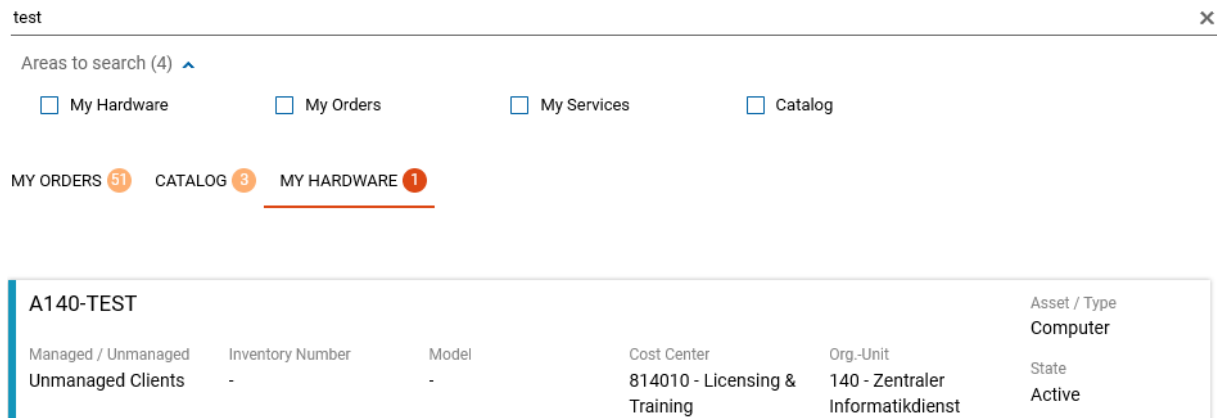 test
Areas to search (4)
My Hardware My Orders My Services Catalog
MY ORDERS 51 CATALOG 3 MY HARDWARE 1
A140-TEST
Asset / Type
Computer
Managed / Unmanaged Inventory Number Model Cost Center Org.-Unit
Unmanaged Clients - - 814010 - Licensing & 140 - Zentraler
Training Informatikdienst
State
Active